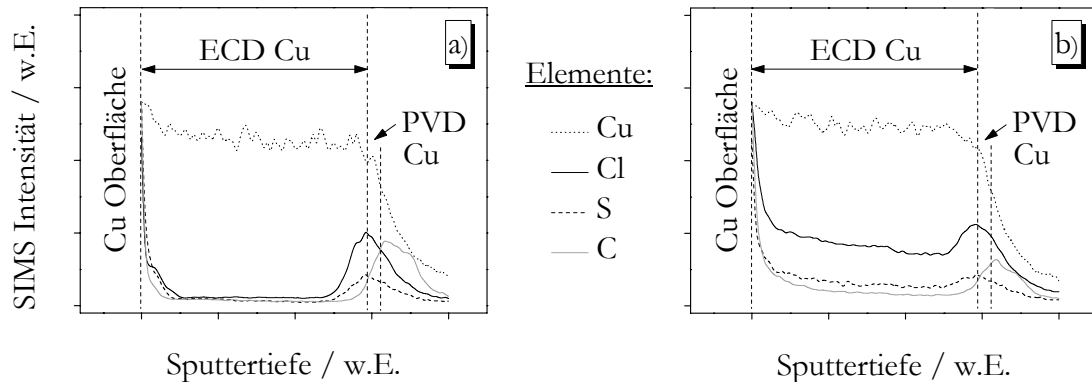 SIMS Intensität / w.E.
Cu Oberfläche
ECD Cu
a)
PVD
Cu
Sputtertiefe / w.E.
Elemente:
Cu
Cl
S
C
Cu Oberfläche
ECD Cu
b)
PVD
Cu
Sputtertiefe / w.E.